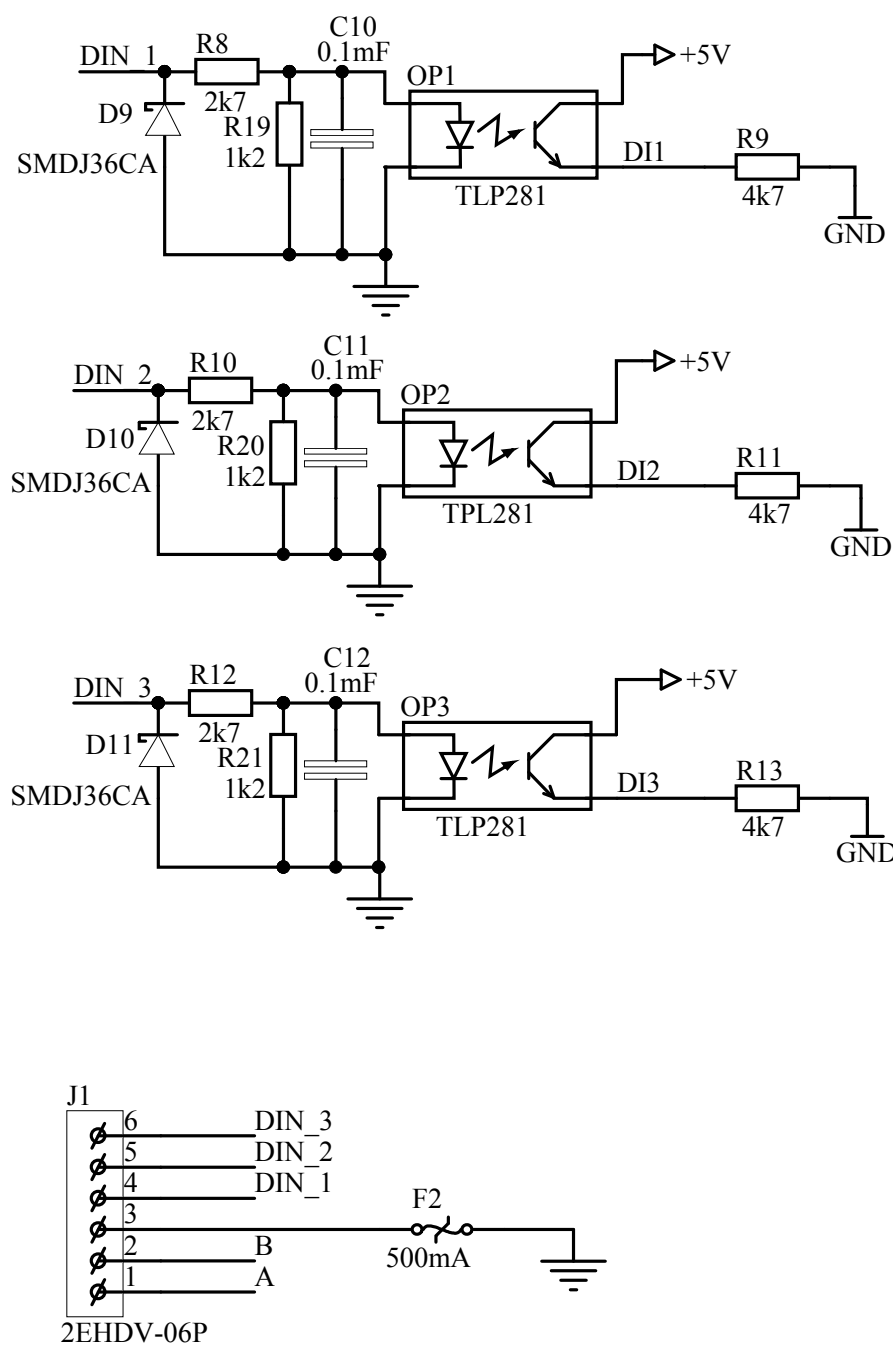 C10
R8
0.1mF
+5V
DIN_1
OP1
2k7
D9
R19
1k2
DI1
R9
SMDJ36CA
TLP281
4k7
GND
C11
R10
0.1mF
+5V
DIN_2
OP2
2k7
D10
R20
1k2
DI2
R11
SMDJ36CA
TPL281
4k7
GND
C12
R12
0.1mF
+5V
DIN_3
OP3
2k7
D11
R21
1k2
DI3
R13
SMDJ36CA
TLP281
4k7
GND
J1
6 DIN_3
5 DIN_2
4 DIN_1
3 F2
500mA
2 B
1 A
2EHDV-06P